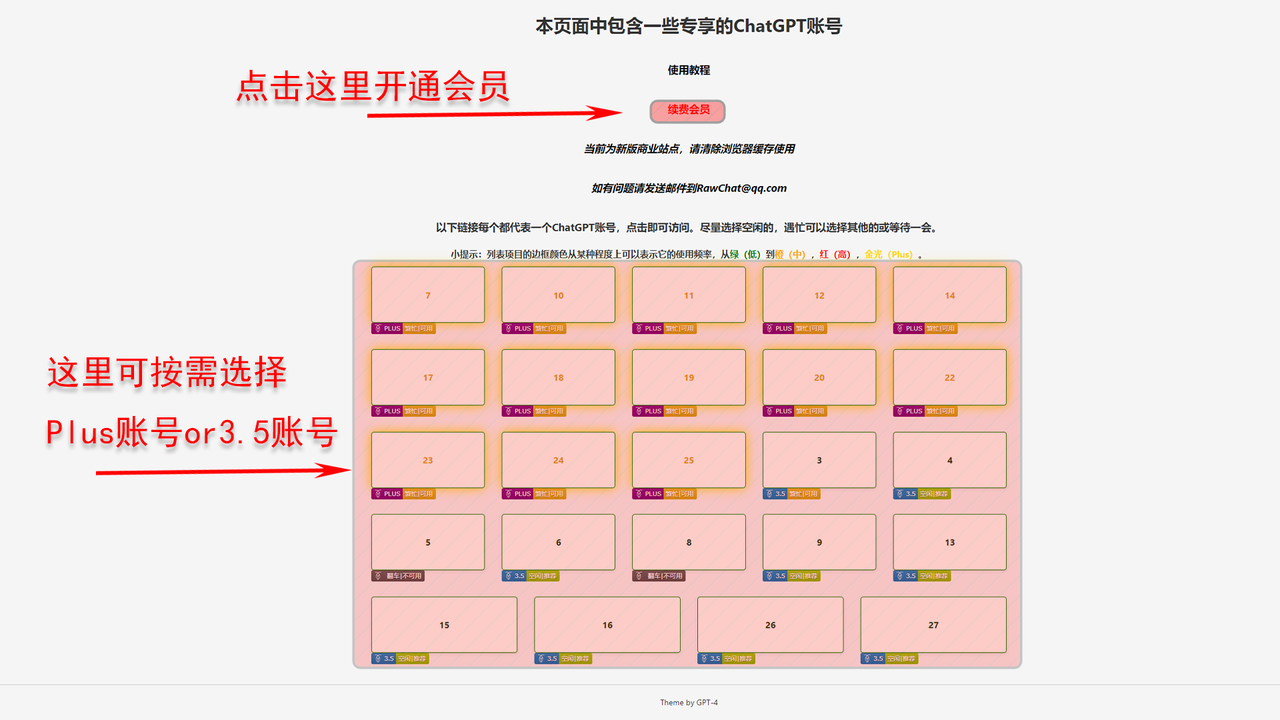 本页面中包含一些专享的ChatGPT账号
使用教程
点击这里开通会员
续费会员
当前为新版商业站点，请清除浏览器缓存使用
如有问题请发送邮件到RawChat@qq.com
以下链接每个都代表一个ChatGPT账号，点击即可访问。尽量选择空闲的，遇忙可以选择其他的或等待一会。
小提示：列表项目的边框颜色从某种程度上可以表示它的使用频率，从绿（低）到橙（中），红（高），金光（Plus）。
7 10 11 12 14
PLUS 繁忙|可用 PLUS 繁忙|可用 PLUS 繁忙|可用 PLUS 繁忙|可用 PLUS 繁忙|可用
这里可按需选择
17 18 19 20 22
PLUS 繁忙|可用 PLUS 繁忙|可用 PLUS 繁忙|可用 PLUS 繁忙|可用 PLUS 繁忙|可用
Plus账号or3.5账号
23 24 25 3 4
PLUS 繁忙|可用 PLUS 繁忙|可用 PLUS 繁忙|可用 3.5 繁忙|可用 3.5 空闲|推荐
5 6 8 9 13
翻车|不可用 3.5 空闲|推荐 翻车|不可用 3.5 空闲|推荐 3.5 空闲|推荐
15 16 26 27
3.5 空闲|推荐 3.5 空闲|推荐 3.5 空闲|推荐 3.5 空闲|推荐
Theme by GPT-4